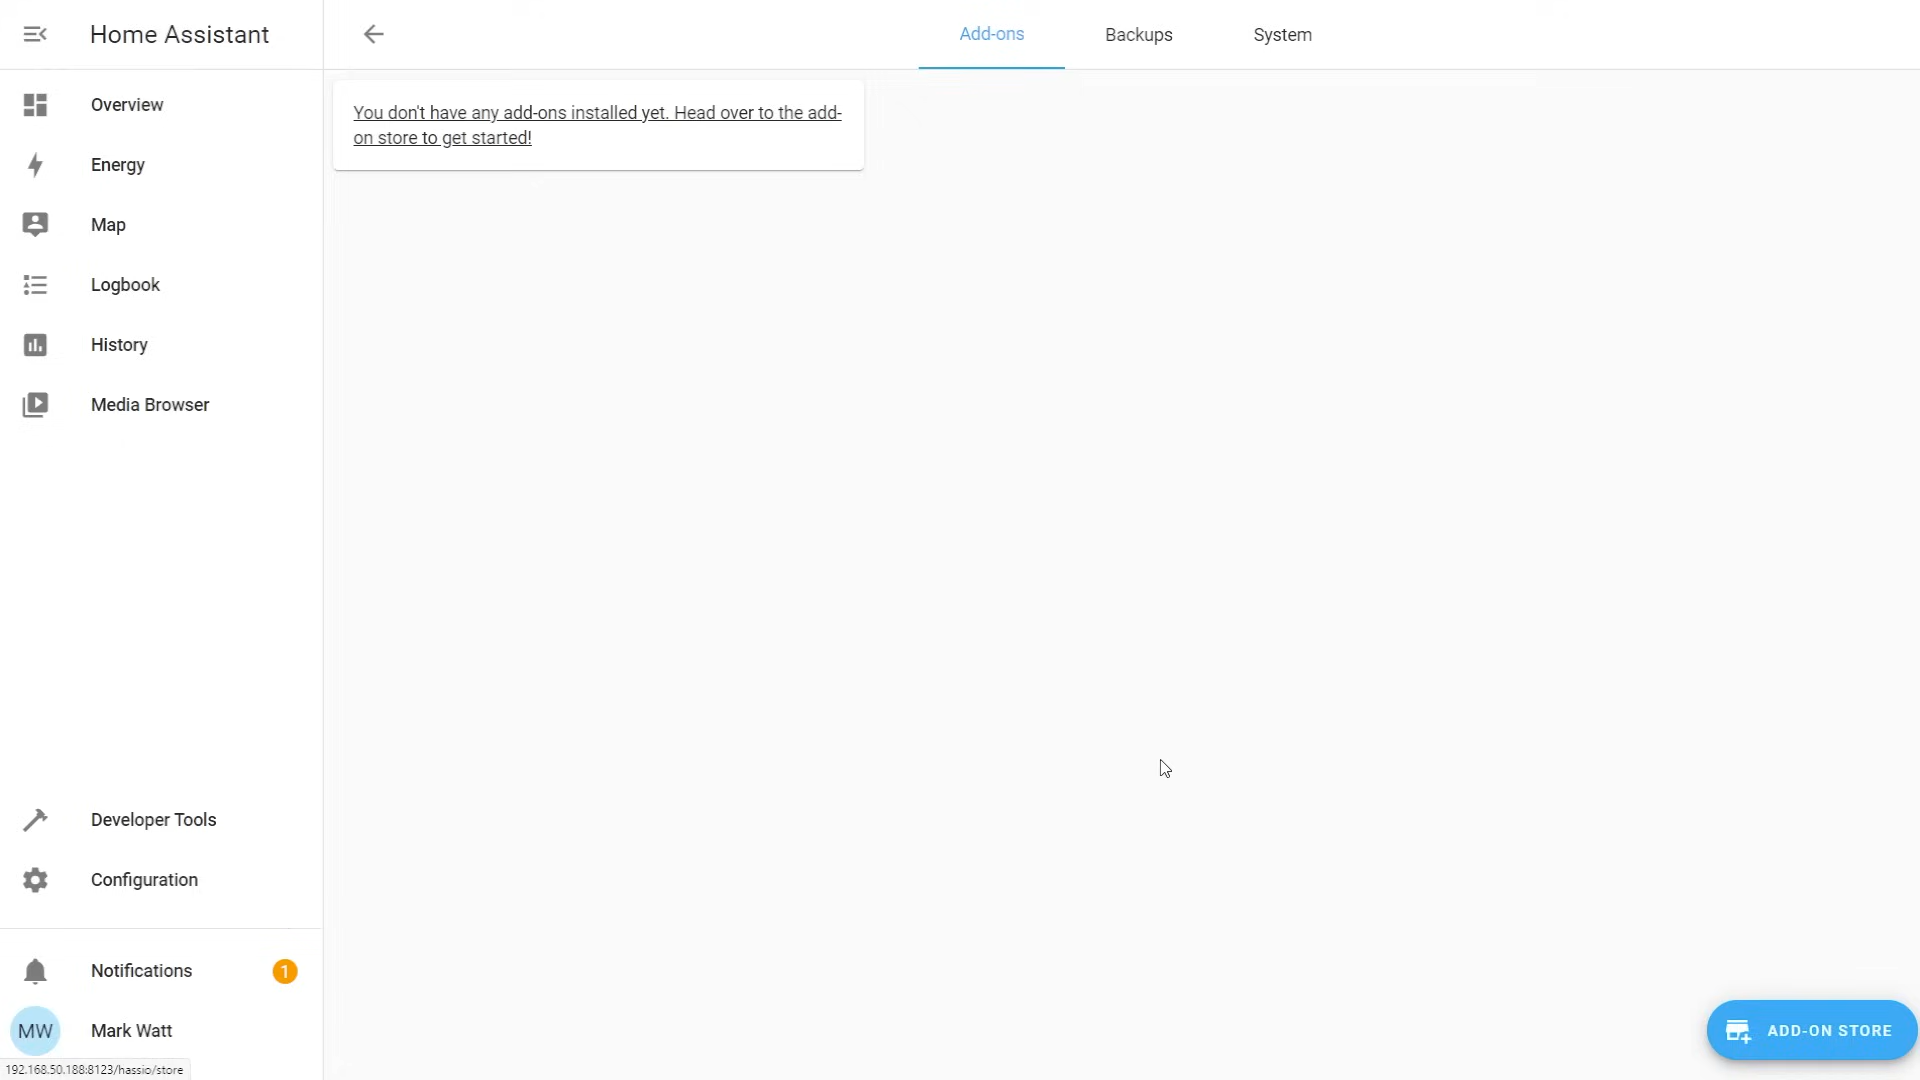 Home Assistant
Add-ons
Backups
System
Overview
Energy
Map
Logbook
History
Media Browser
You don't have any add-ons installed yet. Head over to the add-
on store to get started!
Developer Tools
Configuration
Notifications
1
MW
Mark Watt
ADD-ON STORE
192.168.50.188:8123/hassio/store